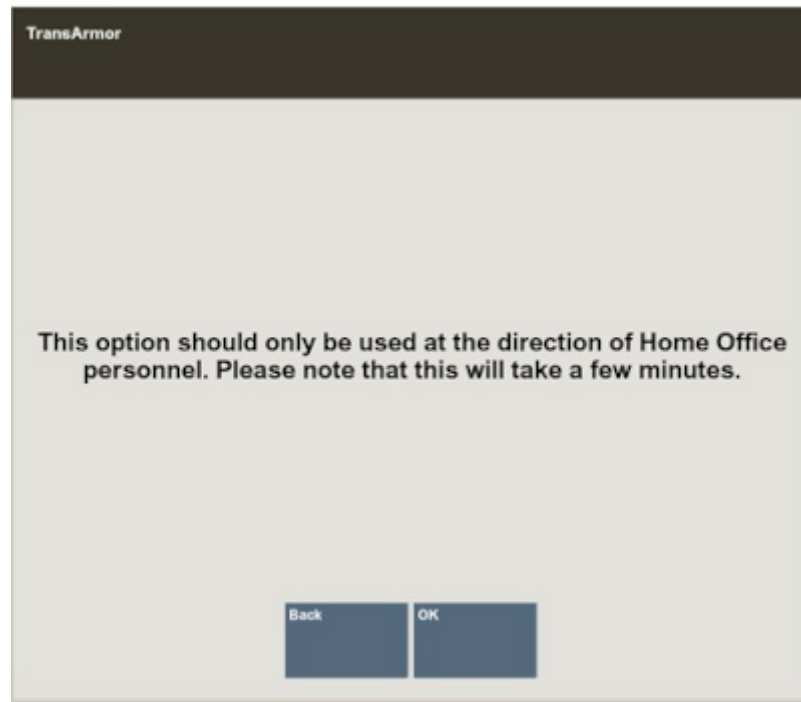 TransArmor
This option should only be used at the direction of Home Office
personnel. Please note that this will take a few minutes.
Back
OK